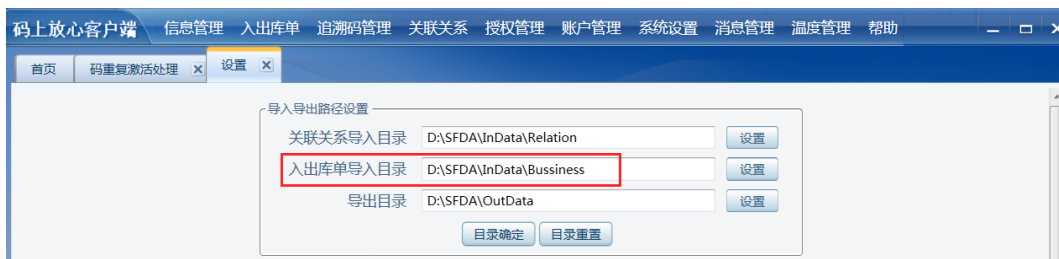 码上放心客户端 信息管理 入出库单 追溯码管理 关联关系 授权管理 账户管理 系统设置 消息管理 温度管理 帮助
首页 码重复激活处理 设置
导入导出路径设置
关联关系导入目录 D:\SFDA\InData\Relation 设置
入出库单导入目录 D:\SFDA\InData\Bussiness 设置
导出目录 D:\SFDA\OutData 设置
目录确定 目录重置